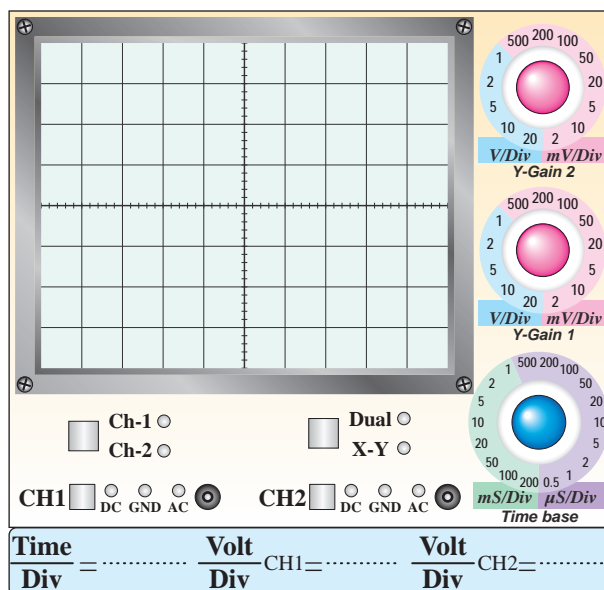 500 200 100
1 50
2 20
5 5
10 10
20 2
V/Div mV/Div
Y-Gain 2
500 200 100
1 50
2 20
5 5
10 10
20 2
V/Div mV/Div
Y-Gain 1
500 200 100
1 50
2 20
5 10
10 5
20 2
50 1
100 0.5
200
mS/Div µS/Div
Time base
Ch-1
Ch-2
Dual
X-Y
CH1 DC GND AC
CH2 DC GND AC
Time Volt Volt
Div = ............ Div CH1= ............ Div CH2= ............